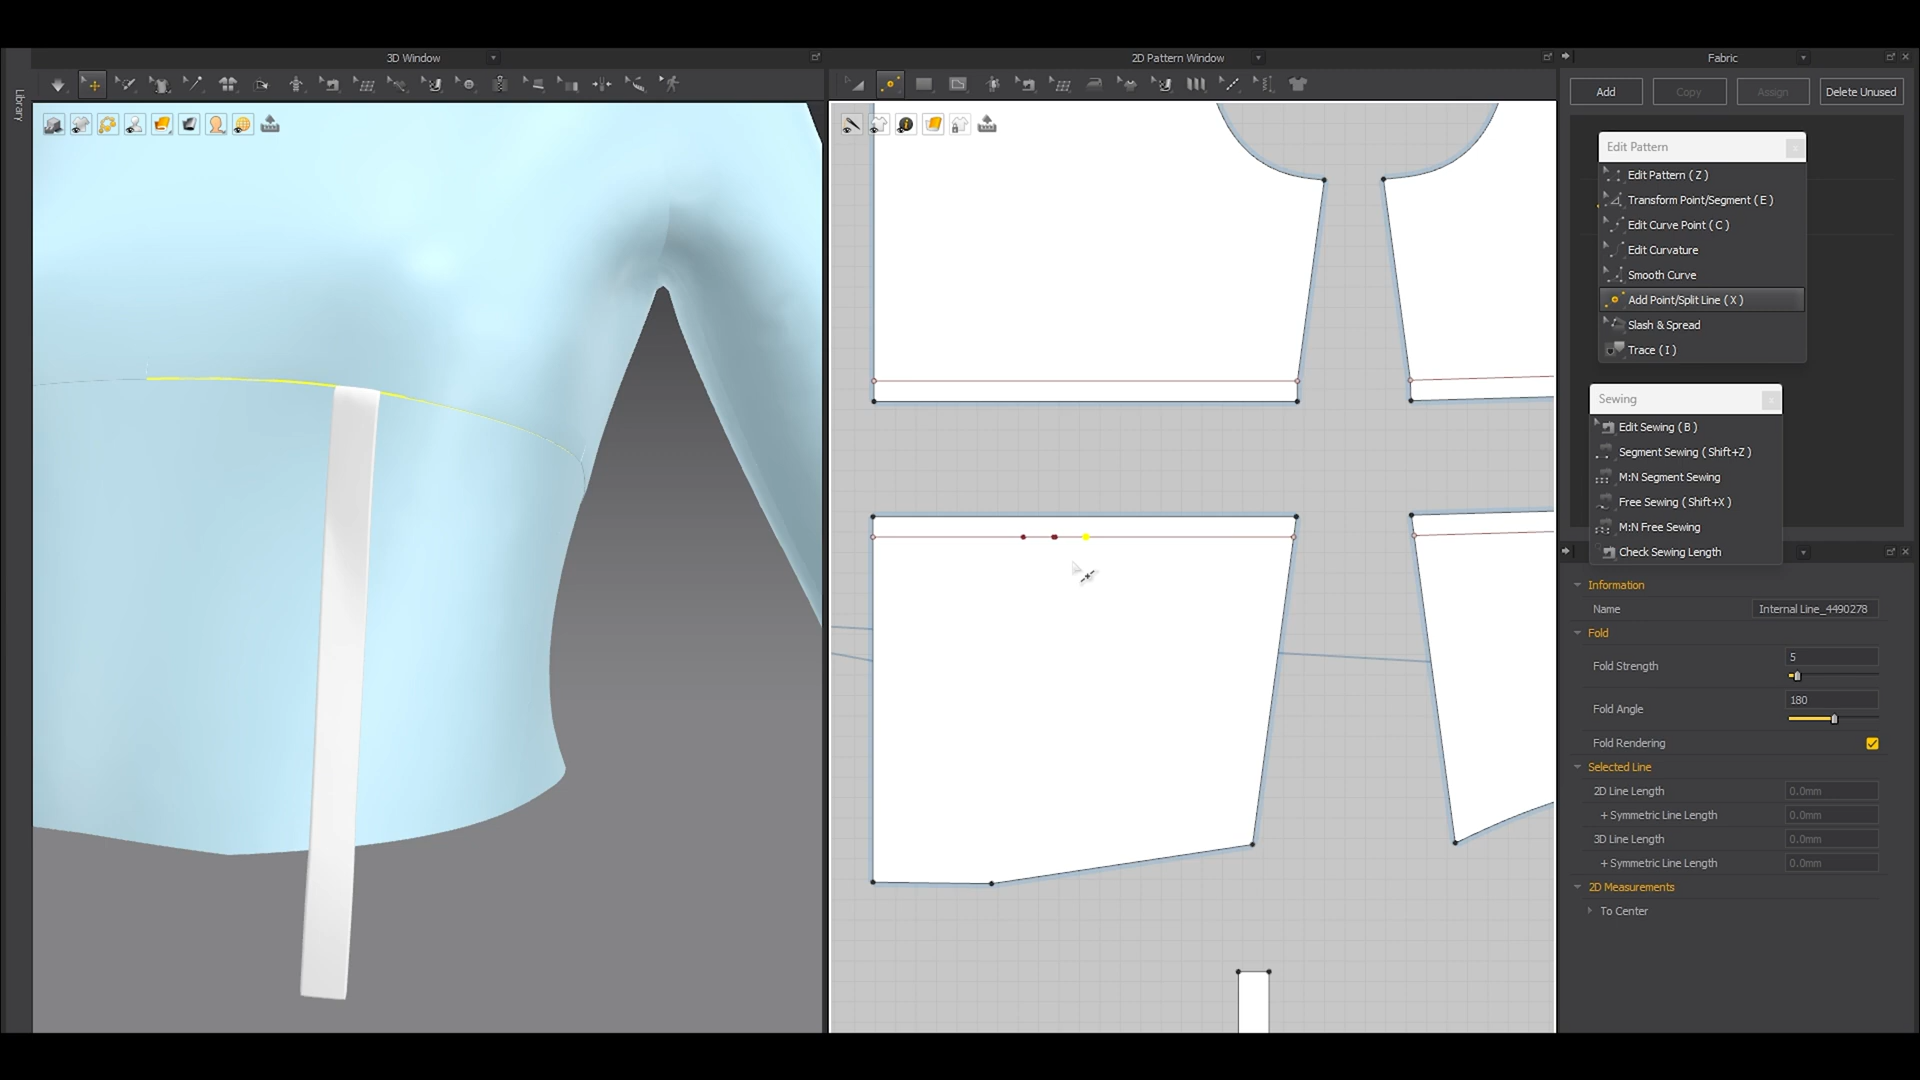 3D Window
2D Pattern Window
Fabric
Library
Add
Copy
Assign
Delete Unused
Edit Pattern
x
Edit Pattern ( Z )
Transform Point/Segment ( E )
Edit Curve Point ( C )
Edit Curvature
Smooth Curve
Add Point/Split Line ( X )
Slash & Spread
Trace ( I )
Sewing
x
Edit Sewing ( B )
Segment Sewing ( Shift+Z )
M:N Segment Sewing
Free Sewing ( Shift+X )
M:N Free Sewing
Check Sewing Length
Information
Name
Internal Line_4490278
Fold
Fold Strength
5
Fold Angle
180
Fold Rendering
Selected Line
2D Line Length
0.0mm
+ Symmetric Line Length
0.0mm
3D Line Length
0.0mm
+ Symmetric Line Length
0.0mm
2D Measurements
To Center